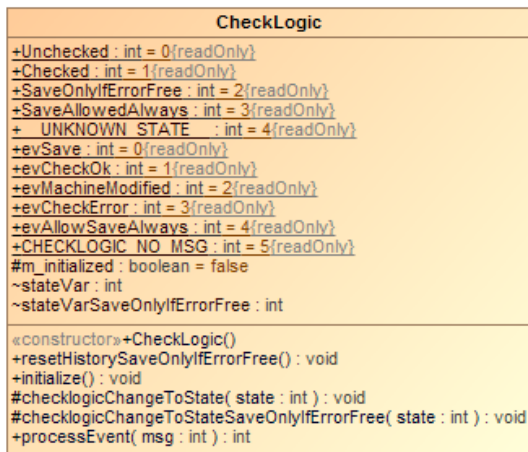 CheckLogic
+Unchecked : int = 0{readOnly}
+Checked : int = 1{readOnly}
+SaveOnlyIfErrorFree : int = 2{readOnly}
+SaveAllowedAlways : int = 3{readOnly}
+__UNKNOWN_STATE__ : int = 4{readOnly}
+evSave : int = 0{readOnly}
+evCheckOk : int = 1{readOnly}
+evMachineModified : int = 2{readOnly}
+evCheckError : int = 3{readOnly}
+evAllowSaveAlways : int = 4{readOnly}
+CHECKLOGIC_NO_MSG : int = 5{readOnly}
#m_initialized : boolean = false
~stateVar : int
~stateVarSaveOnlyIfErrorFree : int
«constructor»+CheckLogic()
+resetHistorySaveOnlyIfErrorFree() : void
+initialize() : void
#checklogicChangeToState( state : int ) : void
#checklogicChangeToStateSaveOnlyIfErrorFree( state : int ) : void
+processEvent( msg : int ) : int